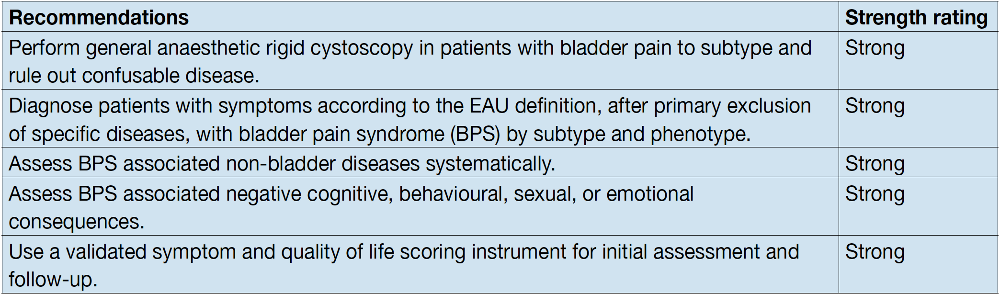 Recommendations Strength rating
Perform general anaesthetic rigid cystoscopy in patients with bladder pain to subtype and Strong
rule out confusable disease.
Diagnose patients with symptoms according to the EAU definition, after primary exclusion Strong
of specific diseases, with bladder pain syndrome (BPS) by subtype and phenotype.
Assess BPS associated non-bladder diseases systematically. Strong
Assess BPS associated negative cognitive, behavioural, sexual, or emotional Strong
consequences.
Use a validated symptom and quality of life scoring instrument for initial assessment and Strong
follow-up.